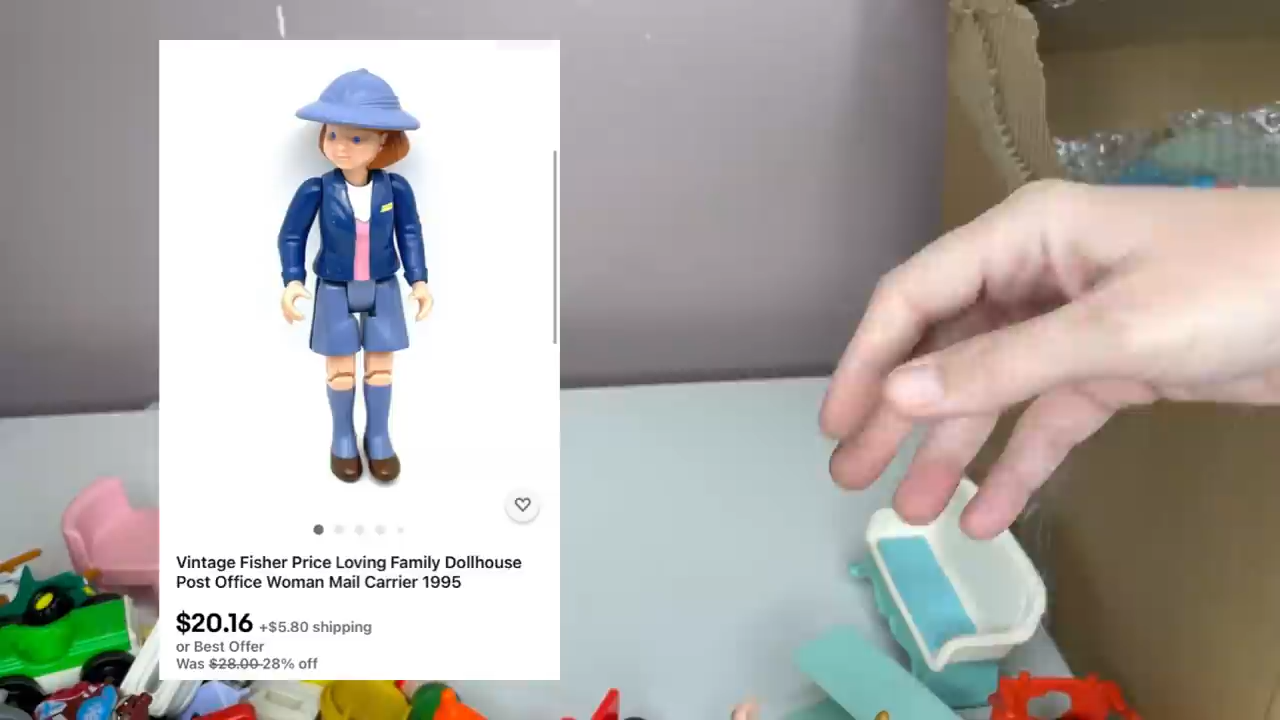 Vintage Fisher Price Loving Family Dollhouse
Post Office Woman Mail Carrier 1995
$20.16 +$5.80 shipping
or Best Offer
Was $28.00 28% off